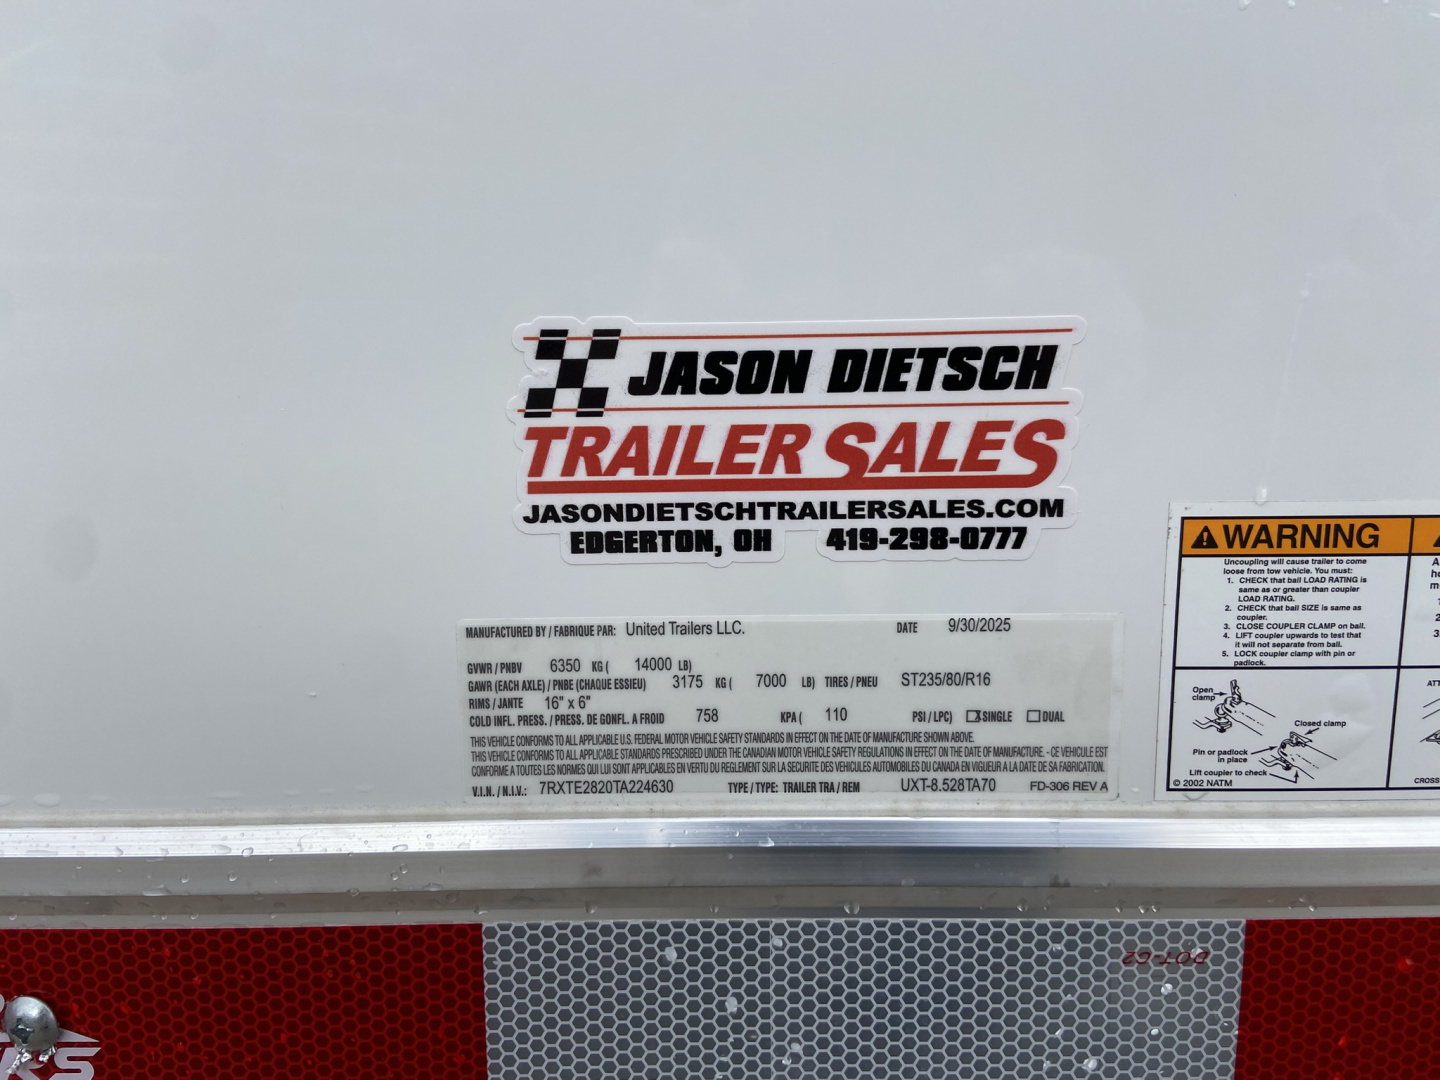 JASON DIETSCH
TRAILER SALES
JASONDIETSCHTRAILERSALES.COM
EDGERTON, OH 419-298-0777
MANUFACTURED BY / FABRIQUE PAR: United Trailers LLC. DATE 9/30/2025
GVWR / PNBV 6350 KG ( 14000 LB)
GAWR (EACH AXLE) / PNBE (CHAQUE ESSIEU) 3175 KG ( 7000 LB) TIRES / PNEU ST235/80/R16
RIMS / JANTE 16" x 6"
COLD INFL. PRESS. / PRESS. DE GONFL. A FROID 758 KPA ( 110 PSI / LPC) X SINGLE DUAL
THIS VEHICLE CONFORMS TO ALL APPLICABLE U.S. FEDERAL MOTOR VEHICLE SAFETY STANDARDS IN EFFECT ON THE DATE OF MANUFACTURE SHOWN ABOVE.
THIS VEHICLE CONFORMS TO ALL APPLICABLE STANDARDS PRESCRIBED UNDER THE CANADIAN MOTOR VEHICLE SAFETY REGULATIONS IN EFFECT ON THE DATE OF MANUFACTURE. - CE VEHICULE EST
CONFORME A TOUTES LES NORMES QUI LUI SONT APPLICABLES EN VERTU DU REGLEMENT SUR LA SECURITE DES VEHICULES AUTOMOBILES DU CANADA EN VIGUEUR A LA DATE DE SA FABRICATION.
V.I.N. / N.I.V.: 7RXTE2820TA224630 TYPE / TYPE: TRAILER TRA / REM UXT-8.528TA70 FD-306 REV A
WARNING
Uncoupling will cause trailer to come
loose from tow vehicle. You must:
1. CHECK that ball LOAD RATING is
same as or greater than coupler
LOAD RATING.
2. CHECK that ball SIZE is same as
coupler.
3. CLOSE COUPLER CLAMP on ball.
4. LIFT coupler upwards to test that
it will not separate from ball.
5. LOCK coupler clamp with pin or
padlock.
Open
clamp
Closed clamp
Pin or padlock
in place
Lift coupler to check
© 2002 NATM
CROSS
DOT-C2